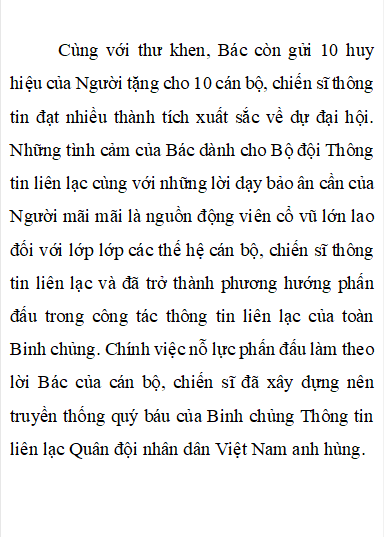 Cùng với thư khen, Bác còn gửi 10 huy
hiệu của Người tặng cho 10 cán bộ, chiến sĩ thông
tin đạt nhiều thành tích xuất sắc về dự đại hội.
Những tình cảm của Bác dành cho Bộ đội Thông
tin liên lạc cùng với những lời dạy bảo ân cần của
Người mãi mãi là nguồn động viên cổ vũ lớn lao
đối với lớp lớp các thế hệ cán bộ, chiến sĩ thông
tin liên lạc và đã trở thành phương hướng phấn
đấu trong công tác thông tin liên lạc của toàn
Binh chủng. Chính việc nỗ lực phấn đấu làm theo
lời Bác của cán bộ, chiến sĩ đã xây dựng nên
truyền thống quý báu của Binh chủng Thông tin
liên lạc Quân đội nhân dân Việt Nam anh hùng.